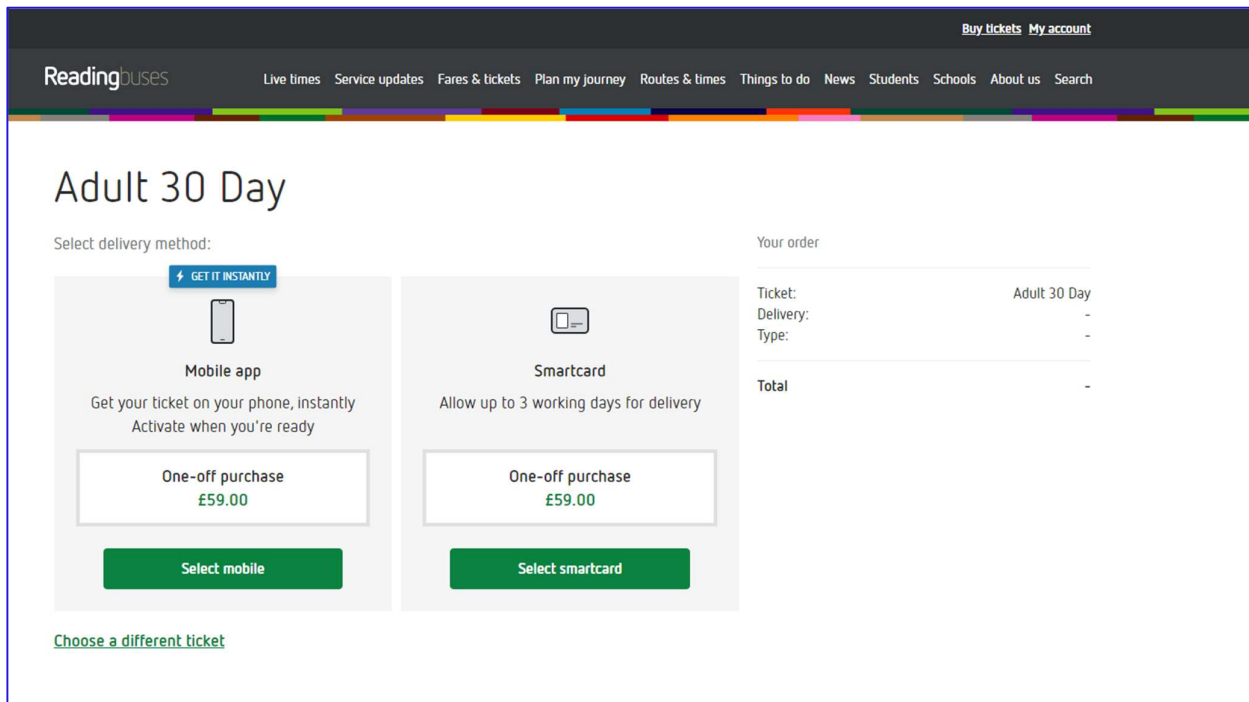 Buy tickets My account
Readingbuses
Live times Service updates Fares & tickets Plan my journey Routes & times Things to do News Students Schools About us Search
Adult 30 Day
Select delivery method:
GET IT INSTANTLY
Mobile app
Get your ticket on your phone, instantly
Activate when you're ready
One-off purchase
£59.00
Select mobile
Smartcard
Allow up to 3 working days for delivery
One-off purchase
£59.00
Select smartcard
Choose a different ticket
Your order
Ticket: Adult 30 Day
Delivery: -
Type: -
Total -